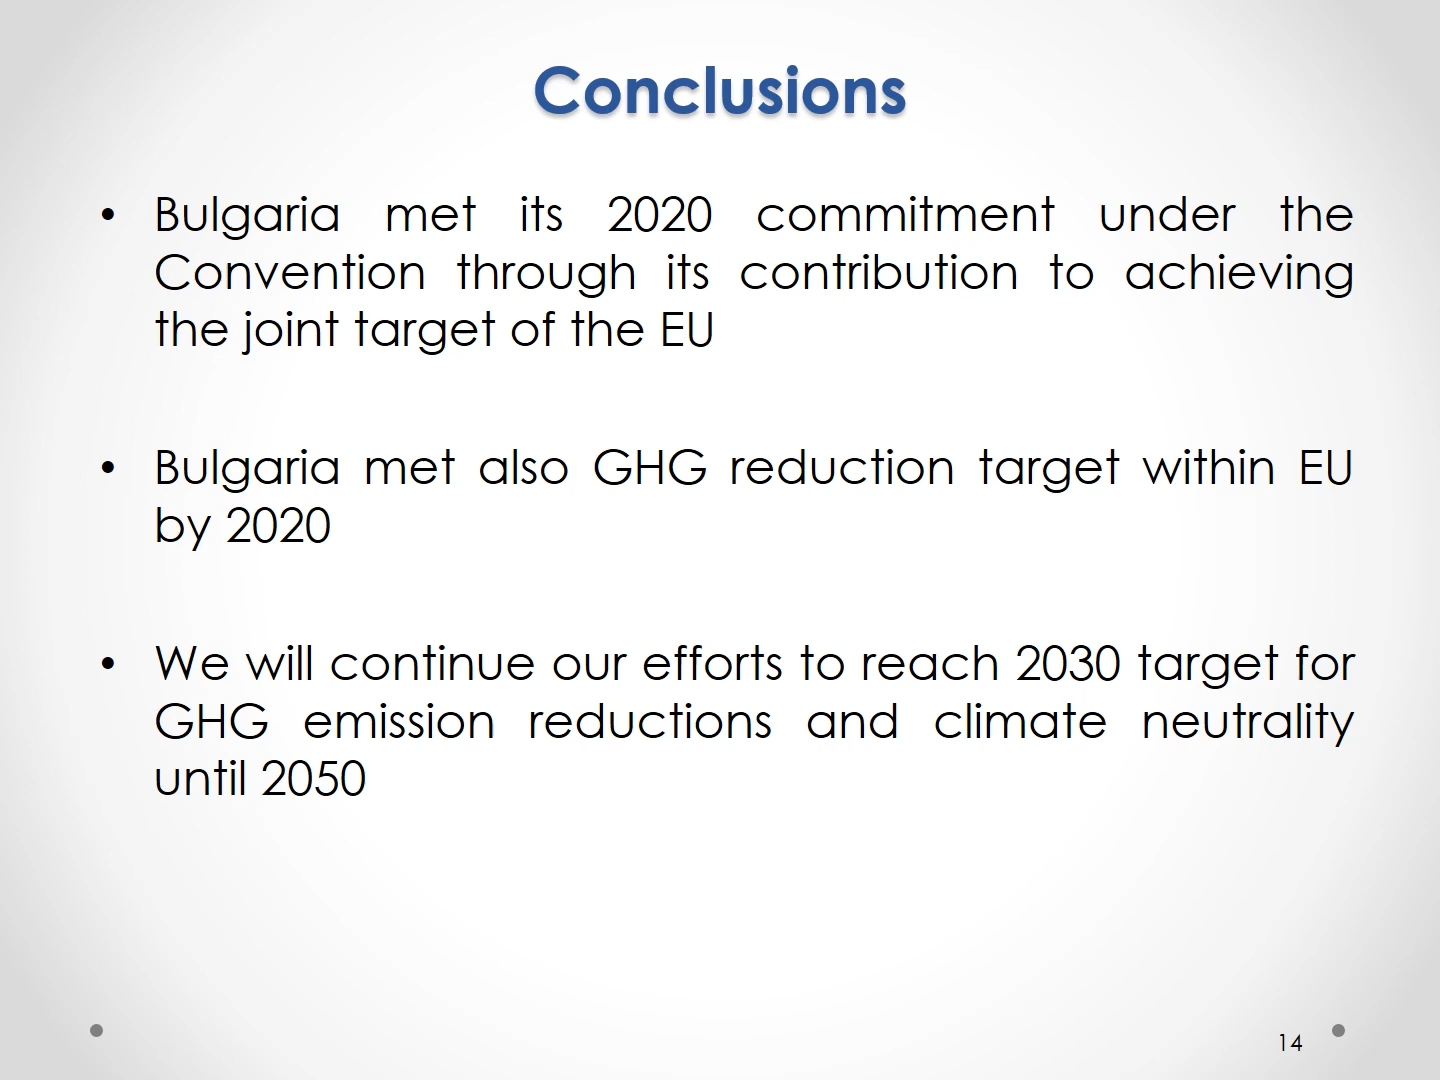 Conclusions
• Bulgaria met its 2020 commitment under the
Convention through its contribution to achieving
the joint target of the EU
• Bulgaria met also GHG reduction target within EU
by 2020
• We will continue our efforts to reach 2030 target for
GHG emission reductions and climate neutrality
until 2050
14